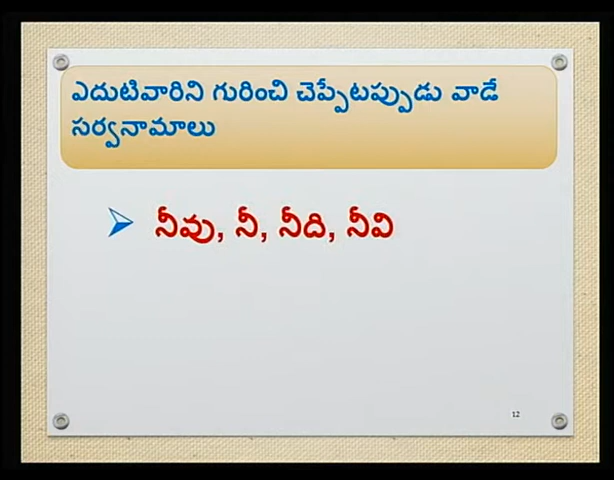 ఎదుటివారిని గురించి చెప్పేటప్పుడు వాడే
సర్వనామాలు
నీవు, నీ, నీది, నీవి
12